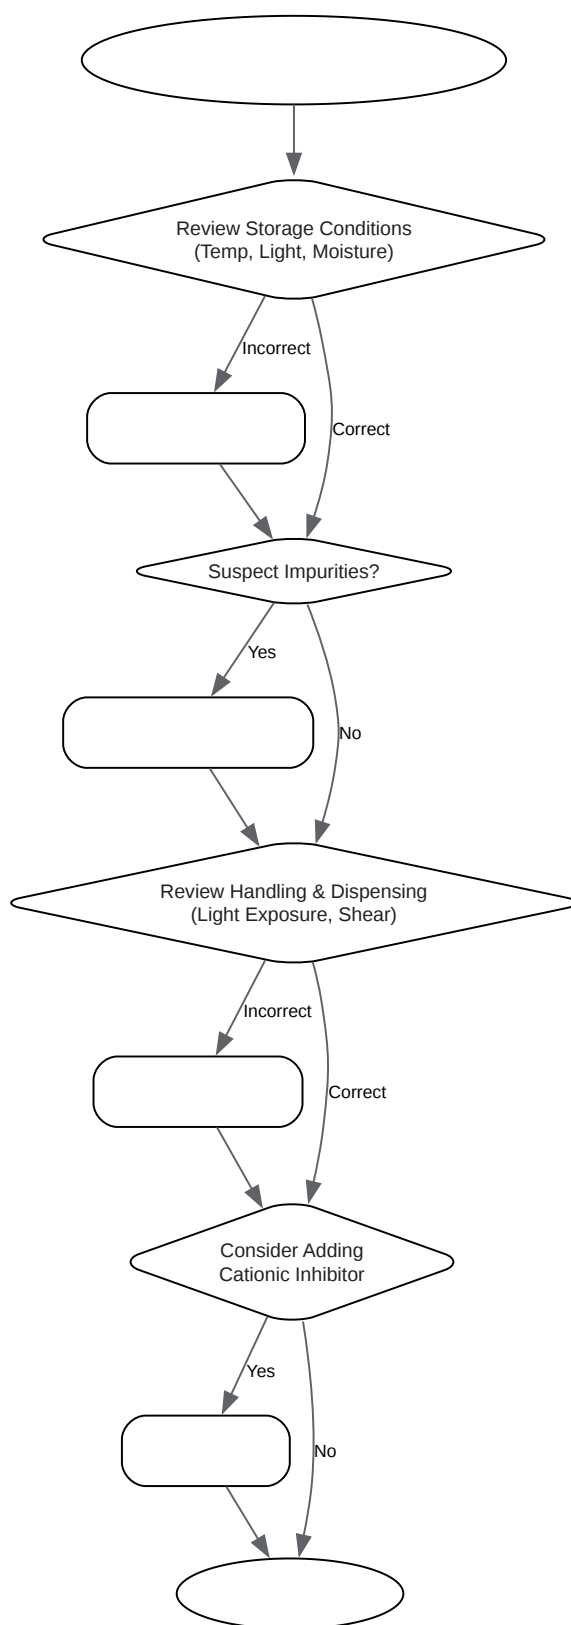 Review Storage Conditions
(Temp, Light, Moisture)
Incorrect
Correct
Suspect Impurities?
Yes
No
Review Handling & Dispensing
(Light Exposure, Shear)
Incorrect
Correct
Consider Adding
Cationic Inhibitor
Yes
No